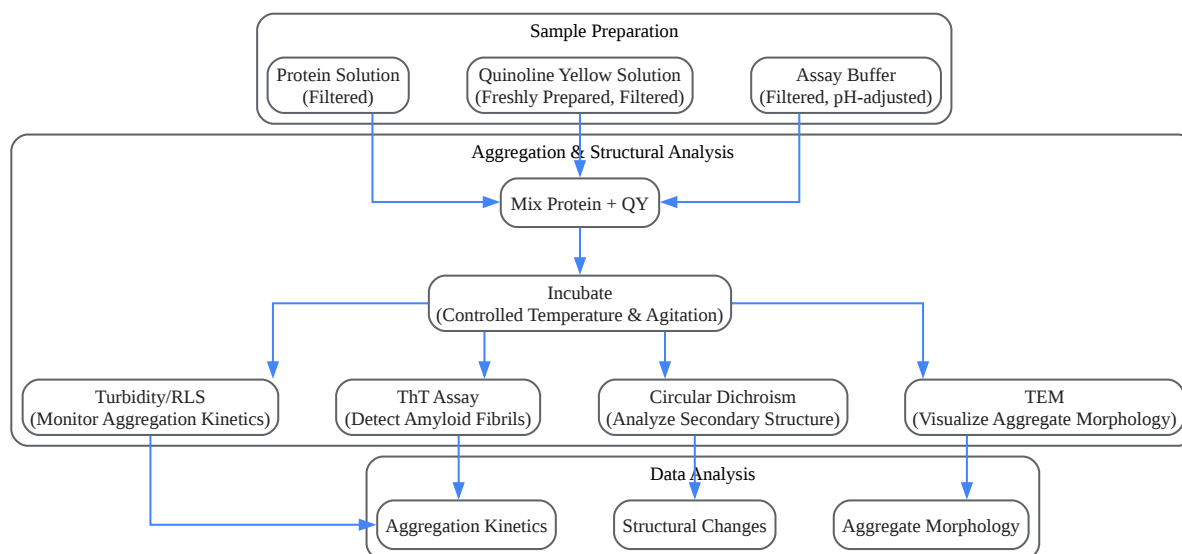 Sample Preparation
Protein Solution
(Filtered)
Quinoline Yellow Solution
(Freshly Prepared, Filtered)
Assay Buffer
(Filtered, pH-adjusted)
Aggregation & Structural Analysis
Mix Protein + QY
Incubate
(Controlled Temperature & Agitation)
Turbidity/RLS
(Monitor Aggregation Kinetics)
ThT Assay
(Detect Amyloid Fibrils)
Circular Dichroism
(Analyze Secondary Structure)
TEM
(Visualize Aggregate Morphology)
Data Analysis
Aggregation Kinetics
Structural Changes
Aggregate Morphology